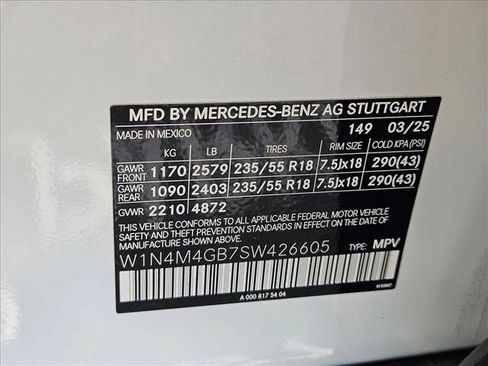 MFD BY MERCEDES-BENZ AG STUTTGART
MADE IN MEXICO 149 03/25
KG LB TIRES RIM SIZE COLD KPA (PSI)
GAWR FRONT 1170 2579 235/55 R18 7.5Jx18 290(43)
GAWR REAR 1090 2403 235/55 R18 7.5Jx18 290(43)
GVWR 2210 4872
THIS VEHICLE CONFORMS TO ALL APPLICABLE FEDERAL MOTOR VEHICLE
SAFETY BUMPER, AND THEFT PREVENTION STANDARDS IN EFFECT ON THE DATE
OF MANUFACTURE SHOWN ABOVE.
W1N4M4GB7SW426605 TYPE: MPV
A 000 817 54 04